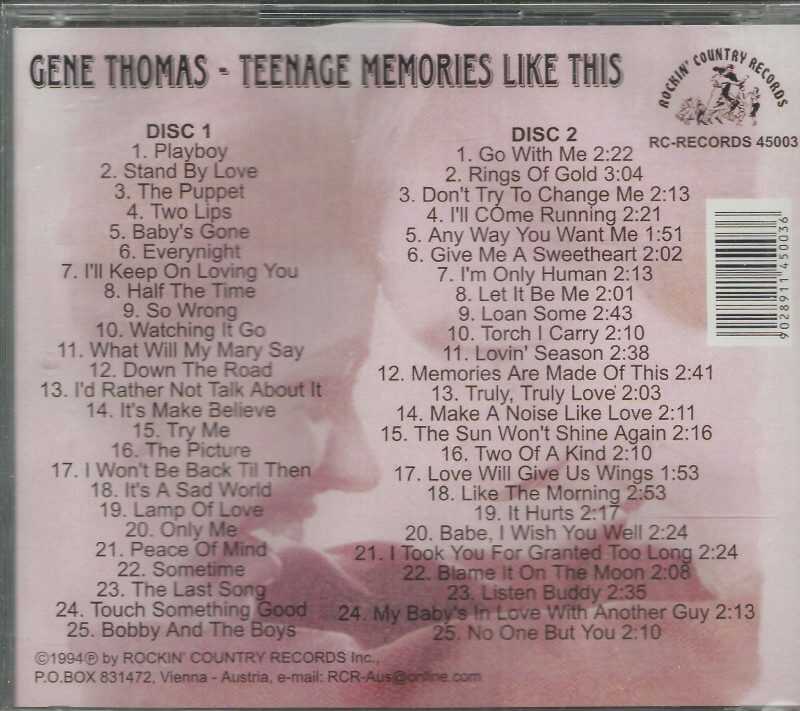 GENE THOMAS - TEENAGE MEMORIES LIKE THIS
ROCKIN' COUNTRY RECORDS
RC-RECORDS 45003
DISC 1
1. Playboy
2. Stand By Love
3. The Puppet
4. Two Lips
5. Baby's Gone
6. Everynight
7. I'll Keep On Loving You
8. Half The Time
9. So Wrong
10. Watching It Go
11. What Will My Mary Say
12. Down The Road
13. I'd Rather Not Talk About It
14. It's Make Believe
15. Try Me
16. The Picture
17. I Won't Be Back Til Then
18. It's A Sad World
19. Lamp Of Love
20. Only Me
21. Peace Of Mind
22. Sometime
23. The Last Song
24. Touch Something Good
25. Bobby And The Boys
DISC 2
1. Go With Me 2:22
2. Rings Of Gold 3:04
3. Don't Try To Change Me 2:13
4. I'll COme Running 2:21
5. Any Way You Want Me 1:51
6. Give Me A Sweetheart 2:02
7. I'm Only Human 2:13
8. Let It Be Me 2:01
9. Loan Some 2:43
10. Torch I Carry 2:10
11. Lovin' Season 2:38
12. Memories Are Made Of This 2:41
13. Truly, Truly Love 2:03
14. Make A Noise Like Love 2:11
15. The Sun Won't Shine Again 2:16
16. Two Of A Kind 2:10
17. Love Will Give Us Wings 1:53
18. Like The Morning 2:53
19. It Hurts 2:17
20. Babe, I Wish You Well 2:24
21. I Took You For Granted Too Long 2:24
22. Blame It On The Moon 2:08
23. Listen Buddy 2:35
24. My Baby's In Love With Another Guy 2:13
25. No One But You 2:10
9028911450036
©1994℗ by ROCKIN' COUNTRY RECORDS Inc.,
P.O.BOX 831472, Vienna - Austria, e-mail: RCR-Aus@online.com